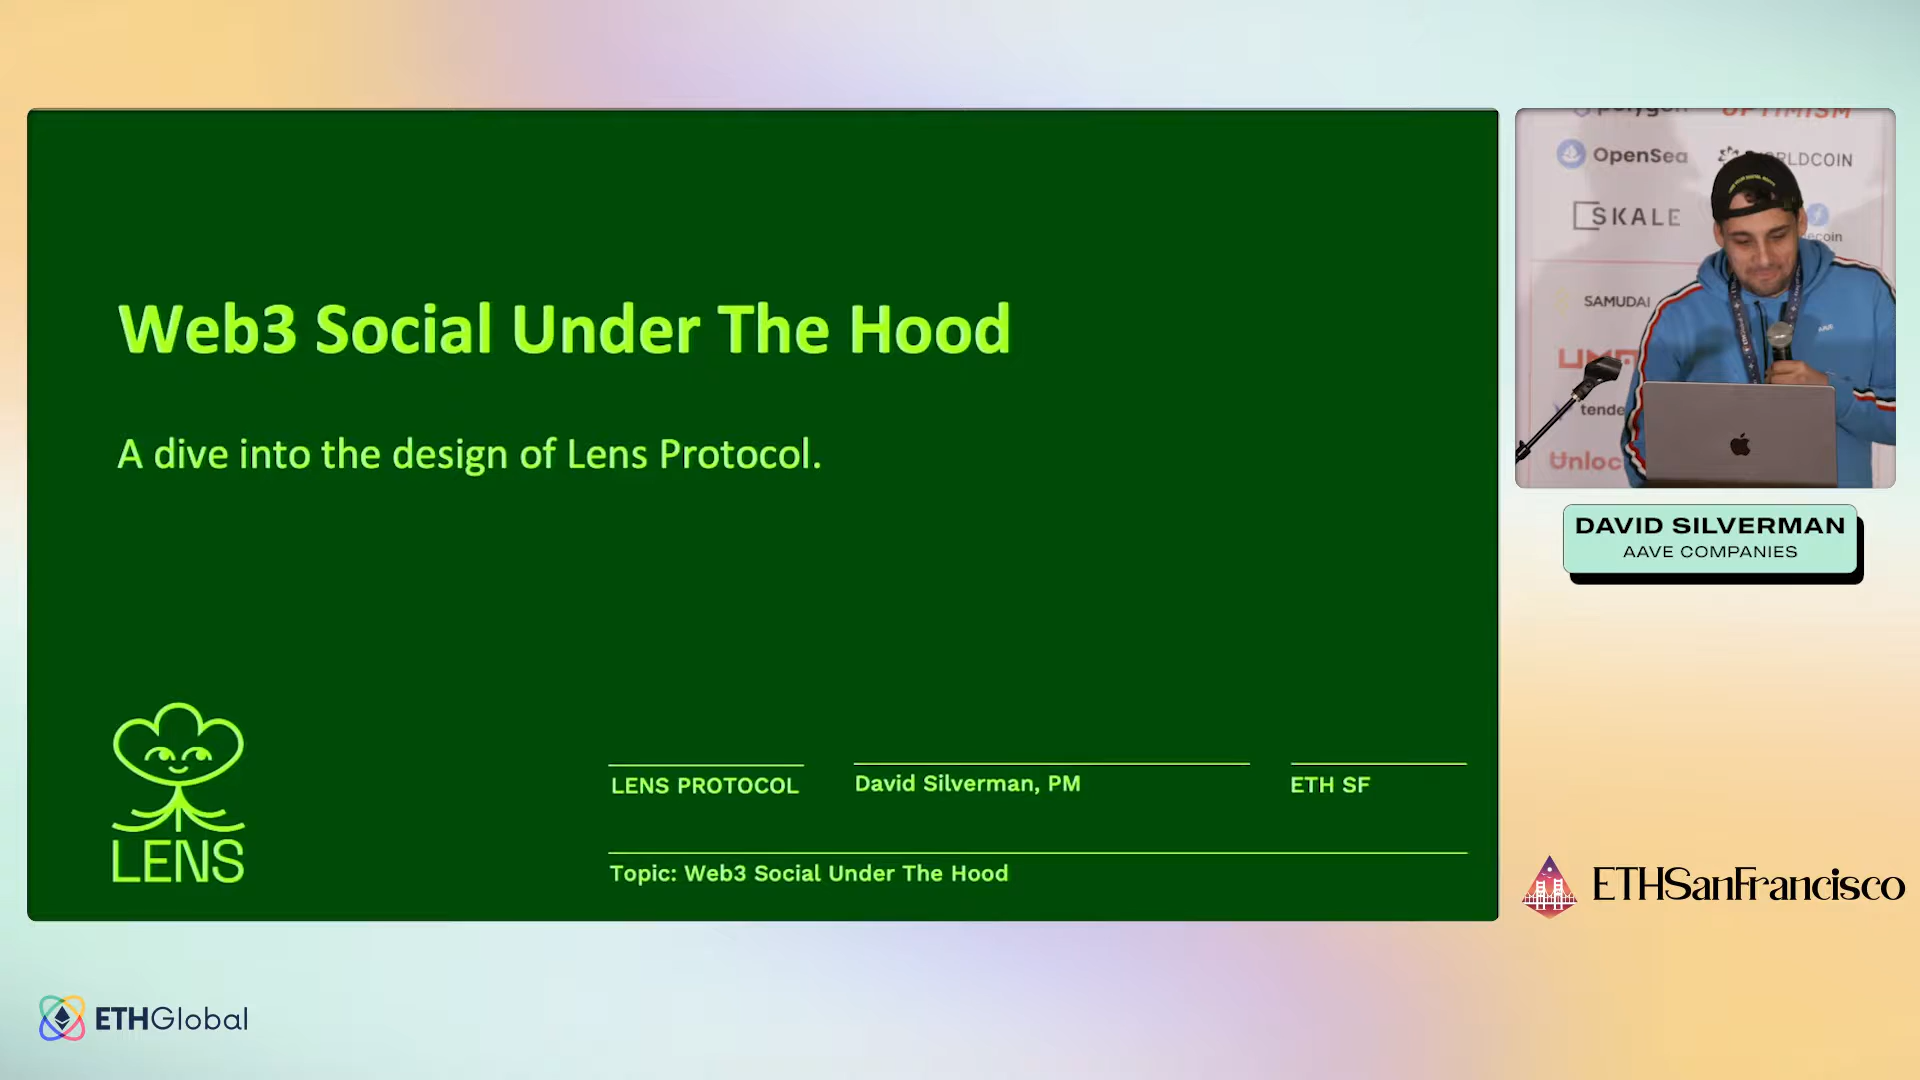 Web3 Social Under The Hood
A dive into the design of Lens Protocol.
LENS
LENS PROTOCOL
David Silverman, PM
ETH SF
Topic: Web3 Social Under The Hood
OPTIMISM
OpenSea
SKALE
SAMUDAI
DAVID SILVERMAN
AAVE COMPANIES
ETHSanFrancisco
ETHGlobal